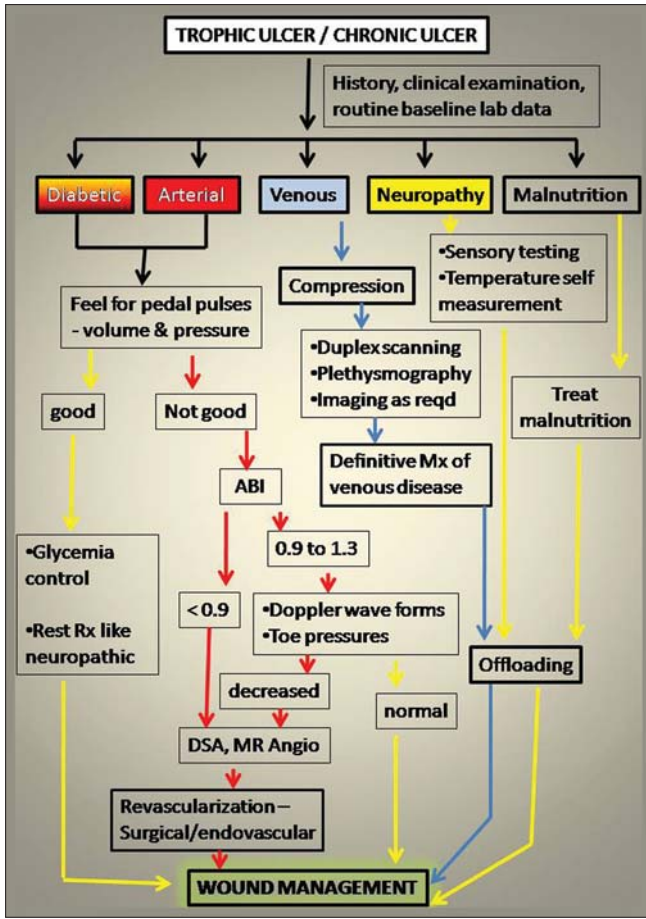 TROPHIC ULCER / CHRONIC ULCER
History, clinical examination,
routine baseline lab data
Diabetic
Arterial
Venous
Neuropathy
Malnutrition
•Sensory testing
•Temperature self
measurement
Compression
Feel for pedal pulses
- volume & pressure
•Duplex scanning
•Plethysmography
•Imaging as reqd
good
Not good
Treat
malnutrition
Definitive Mx of
venous disease
ABI
•Glycemia
control
•Rest Rx like
neuropathic
0.9 to 1.3
< 0.9
•Doppler wave forms
•Toe pressures
Offloading
decreased
normal
DSA, MR Angio
Revascularization –
Surgical/endovascular
WOUND MANAGEMENT